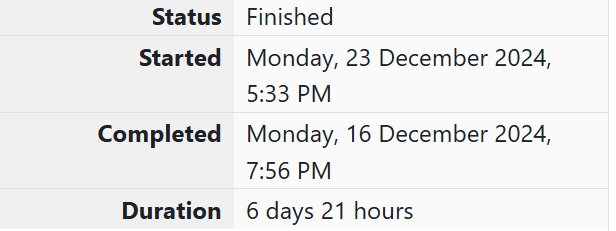 Status Finished
Started Monday, 23 December 2024,
5:33 PM
Completed Monday, 16 December 2024,
7:56 PM
Duration 6 days 21 hours